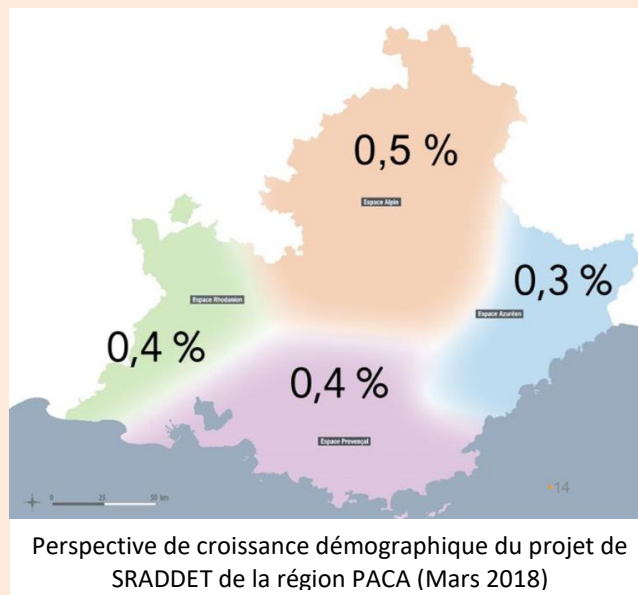 0,5 %
Espace Alpin
0,3 %
Espace Rhodanien
Espace Azuréen
0,4 %
0,4 %
Espace Provençal
14
0 25 50 km
Perspective de croissance démographique du projet de
SRADDET de la région PACA (Mars 2018)